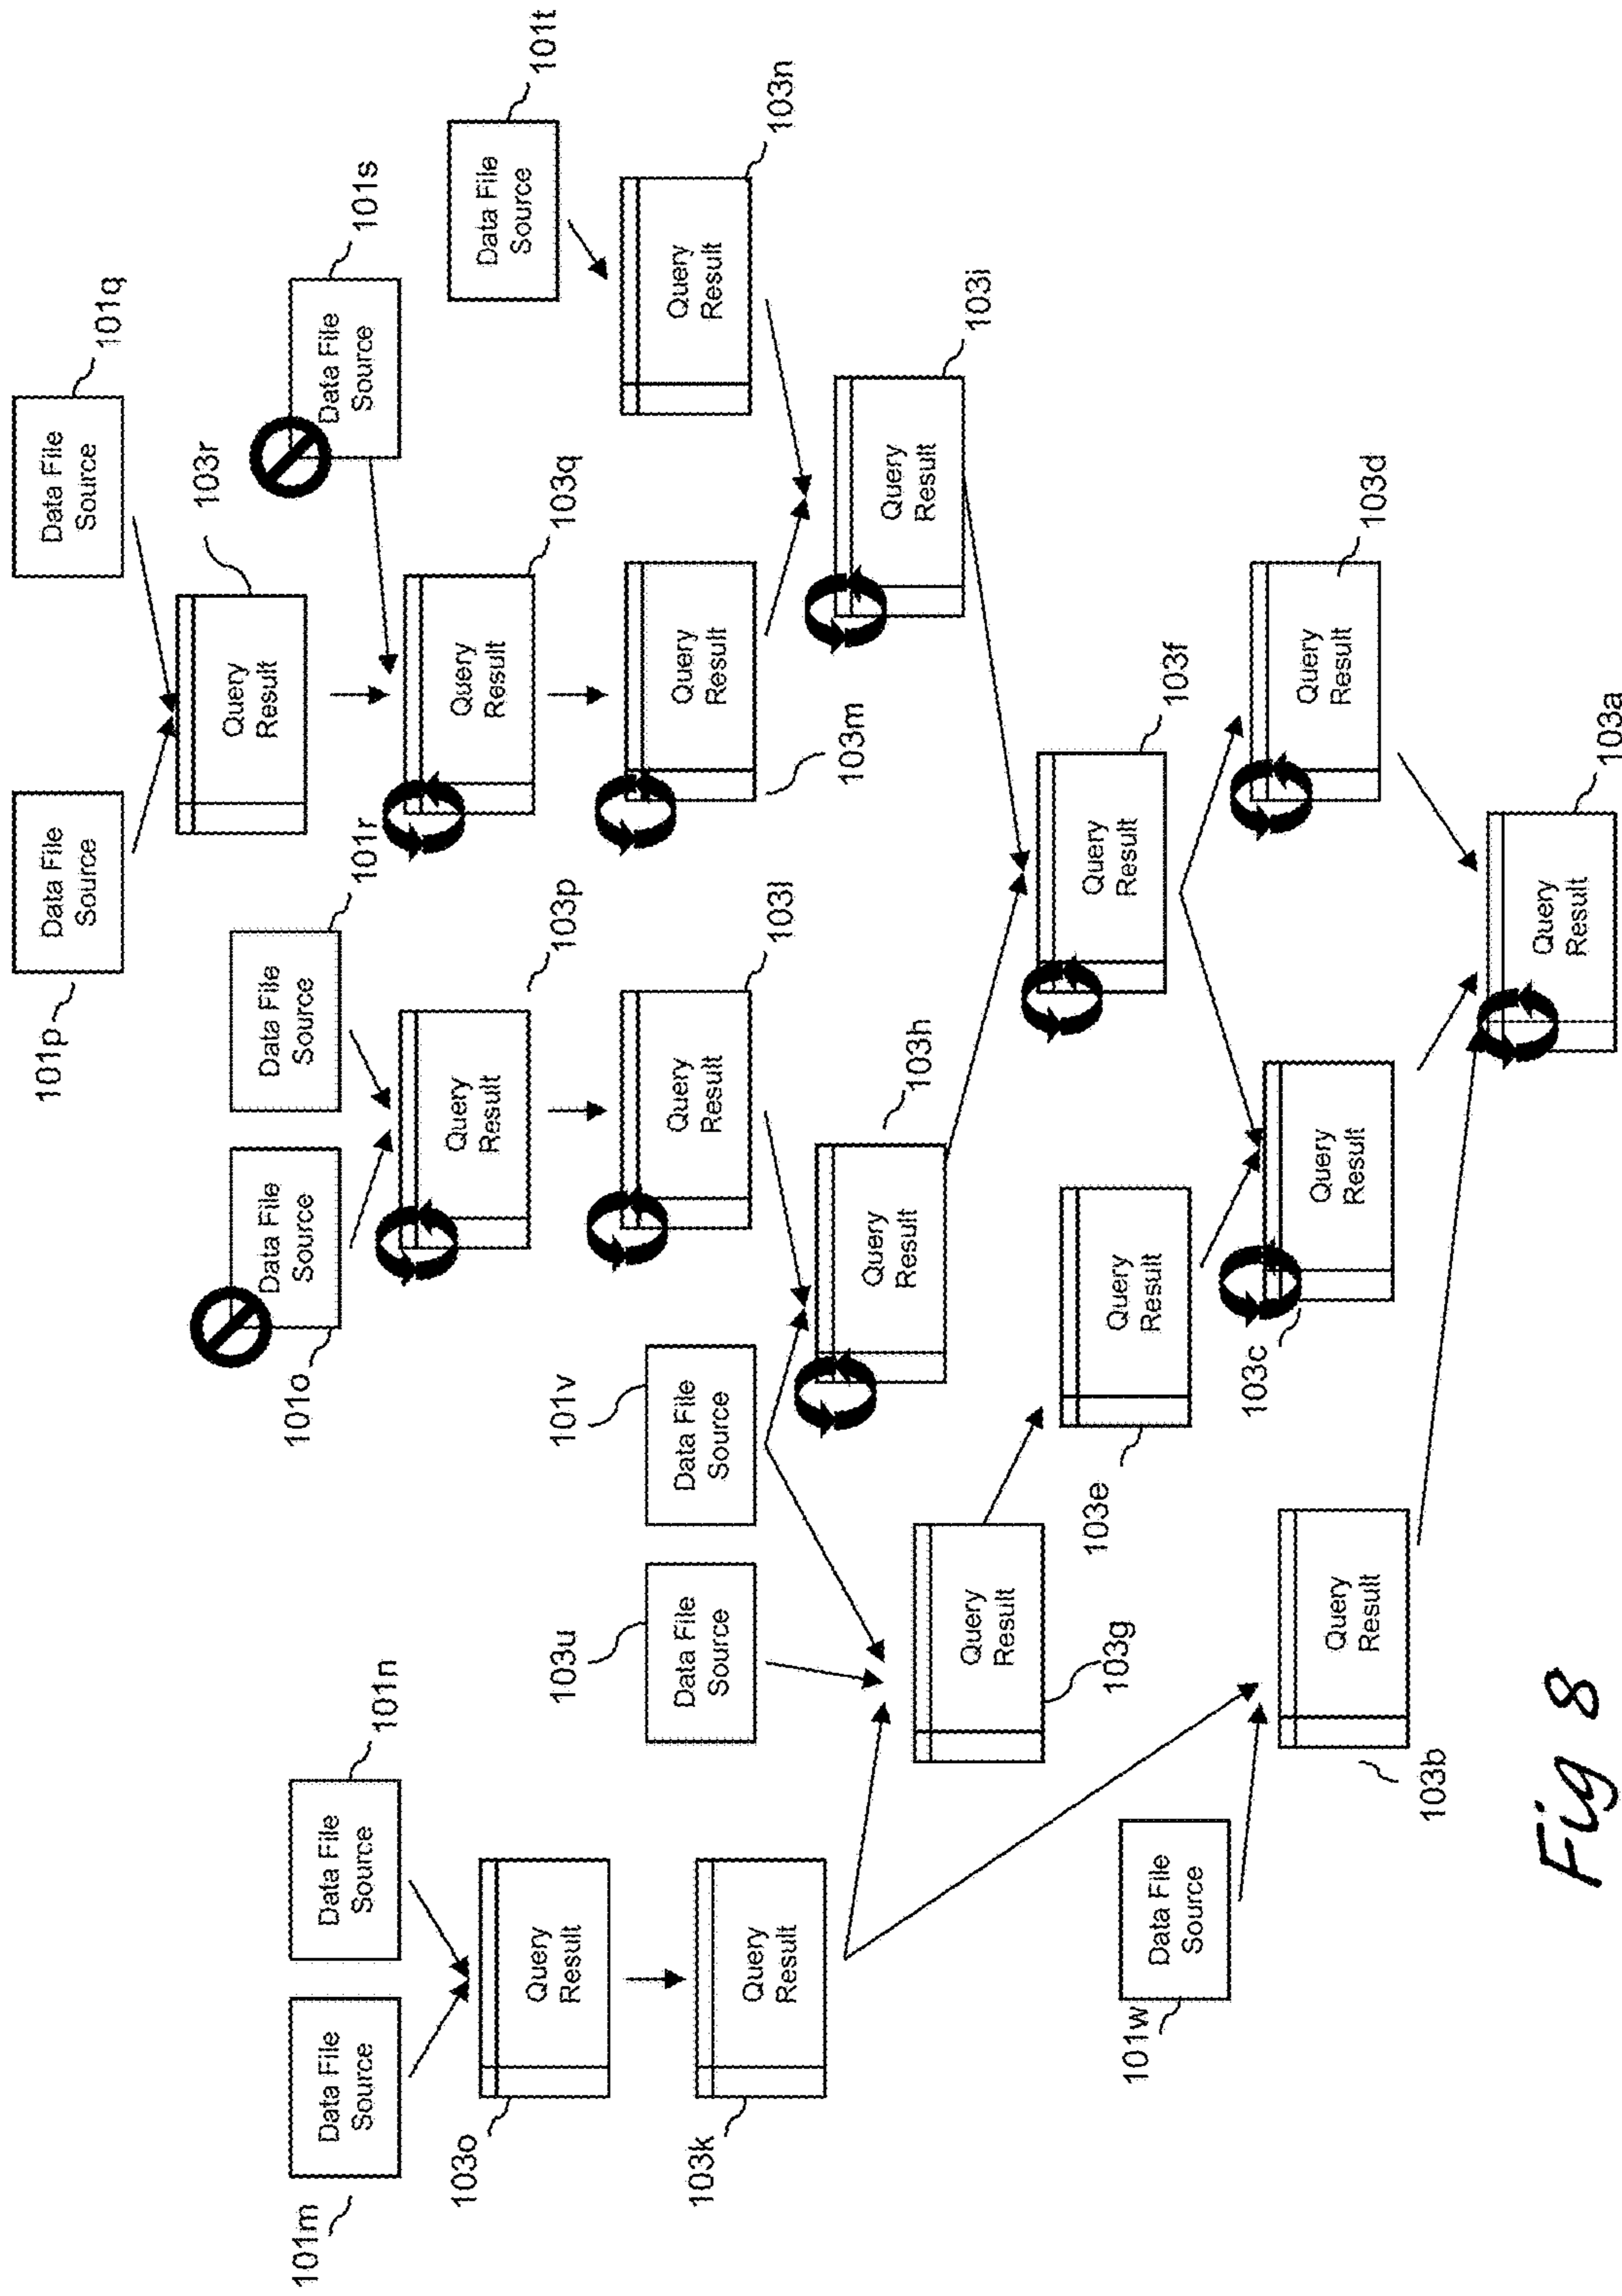 101p
Data File
Source
Data File
Source
101q
Query
Result
103r
101o
Data File
Source
Data File
Source
101r
101m
Data File
Source
Data File
Source
101n
Data File
Source
101s
103o
Query
Result
Query
Result
103p
Query
Result
103q
Data File
Source
101t
103k
Query
Result
103u
Data File
Source
101v
Data File
Source
Query
Result
103l
Query
Result
103m
Query
Result
103n
Query
Result
103h
Query
Result
103i
Query
Result
103g
103e
Query
Result
Query
Result
103f
101w
Data File
Source
103b
Query
Result
103c
Query
Result
Query
Result
103d
Query
Result
103a
Fig 8